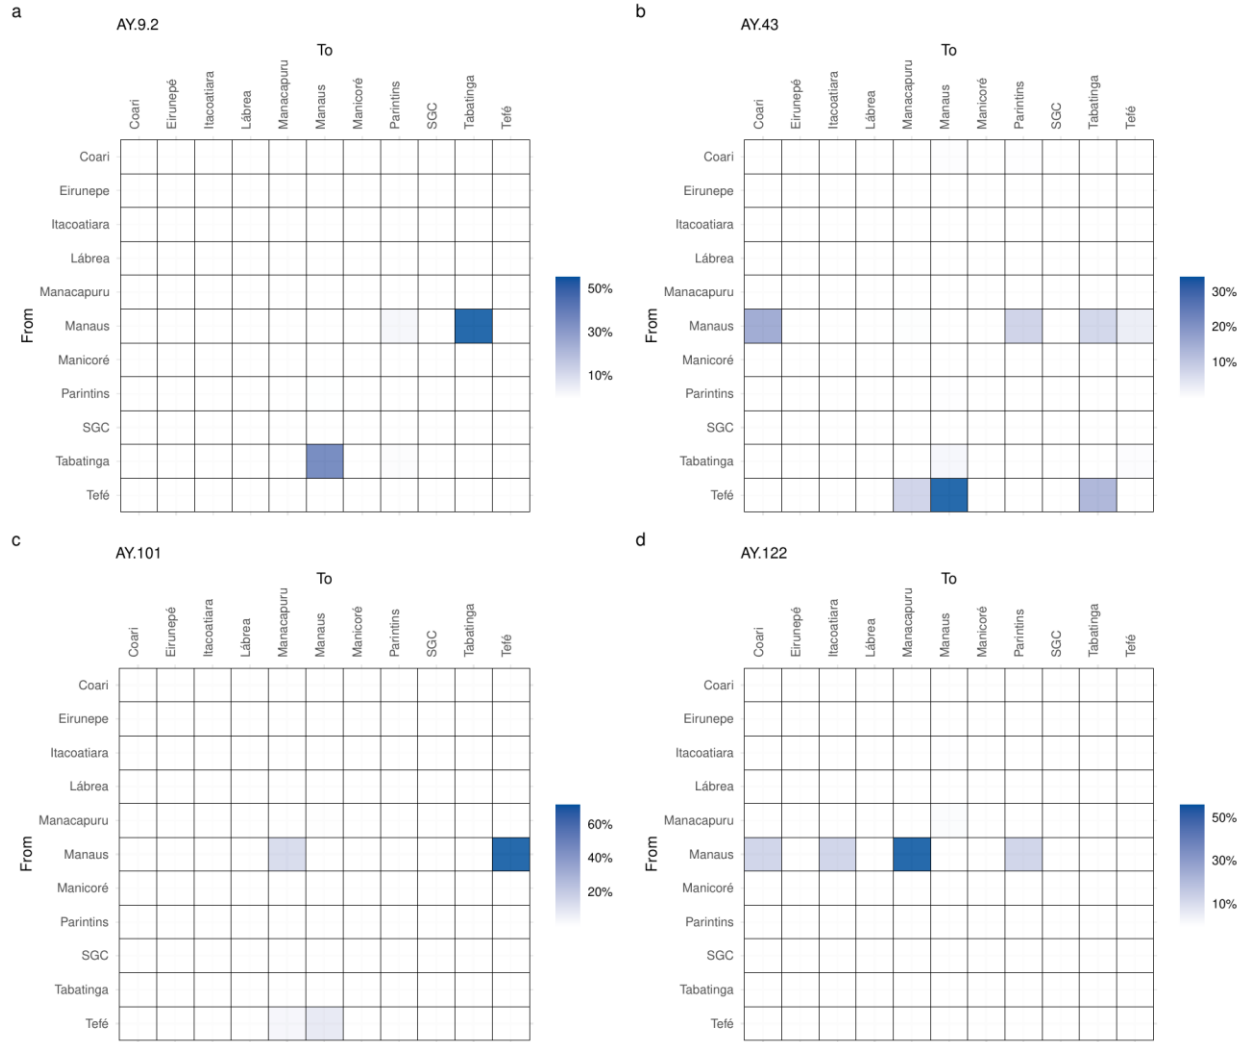 a
AY.9.2
To
Coari Eirunepé Itacoatiara Lábrea Manacapuru Manaus Manicoré Parintins SGC Tabatinga Tefé
From
Coari
Eirunepe
Itacoatiara
Lábrea
Manacapuru
Manaus
Manicoré
Parintins
SGC
Tabatinga
Tefé
50%
30%
10%
b
AY.43
To
Coari Eirunepé Itacoatiara Lábrea Manacapuru Manaus Manicoré Parintins SGC Tabatinga Tefé
From
Coari
Eirunepe
Itacoatiara
Lábrea
Manacapuru
Manaus
Manicoré
Parintins
SGC
Tabatinga
Tefé
30%
20%
10%
c
AY.101
To
Coari Eirunepé Itacoatiara Lábrea Manacapuru Manaus Manicoré Parintins SGC Tabatinga Tefé
From
Coari
Eirunepe
Itacoatiara
Lábrea
Manacapuru
Manaus
Manicoré
Parintins
SGC
Tabatinga
Tefé
60%
40%
20%
d
AY.122
To
Coari Eirunepé Itacoatiara Lábrea Manacapuru Manaus Manicoré Parintins SGC Tabatinga Tefé
From
Coari
Eirunepe
Itacoatiara
Lábrea
Manacapuru
Manaus
Manicoré
Parintins
SGC
Tabatinga
Tefé
50%
30%
10%